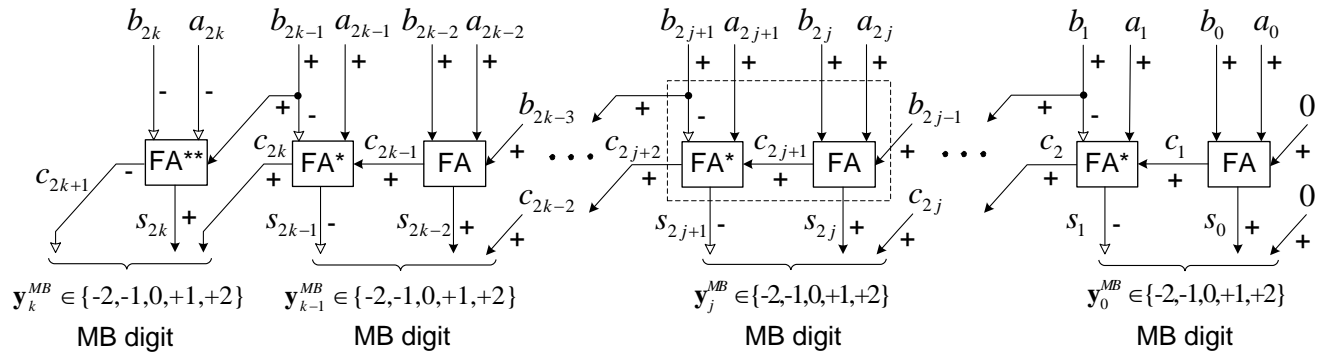 b_{2k} a_{2k} b_{2k-1} a_{2k-1} b_{2k-2} a_{2k-2} b_{2j+1} a_{2j+1} b_{2j} a_{2j} b_1 a_1 b_0 a_0
+ + + + + + + + + + + +
- - + - + - + -
b_{2k-3} b_{2j-1} 0
c_{2k} c_{2k-1} c_{2j+2} c_{2j+1} c_2 c_1
FA** FA* FA + ••• FA* FA + ••• FA* FA +
- + + + + + +
c_{2k+1} c_{2k-2} c_{2j} 0
s_{2k} + s_{2k-1} - s_{2k-2} + + s_{2j+1} - s_{2j} + + s_1 - s_0 + +
y_k^{MB} ∈{-2,-1,0,+1,+2} y_{k-1}^{MB} ∈{-2,-1,0,+1,+2} y_j^{MB} ∈{-2,-1,0,+1,+2} y_0^{MB} ∈{-2,-1,0,+1,+2}
MB digit MB digit MB digit MB digit